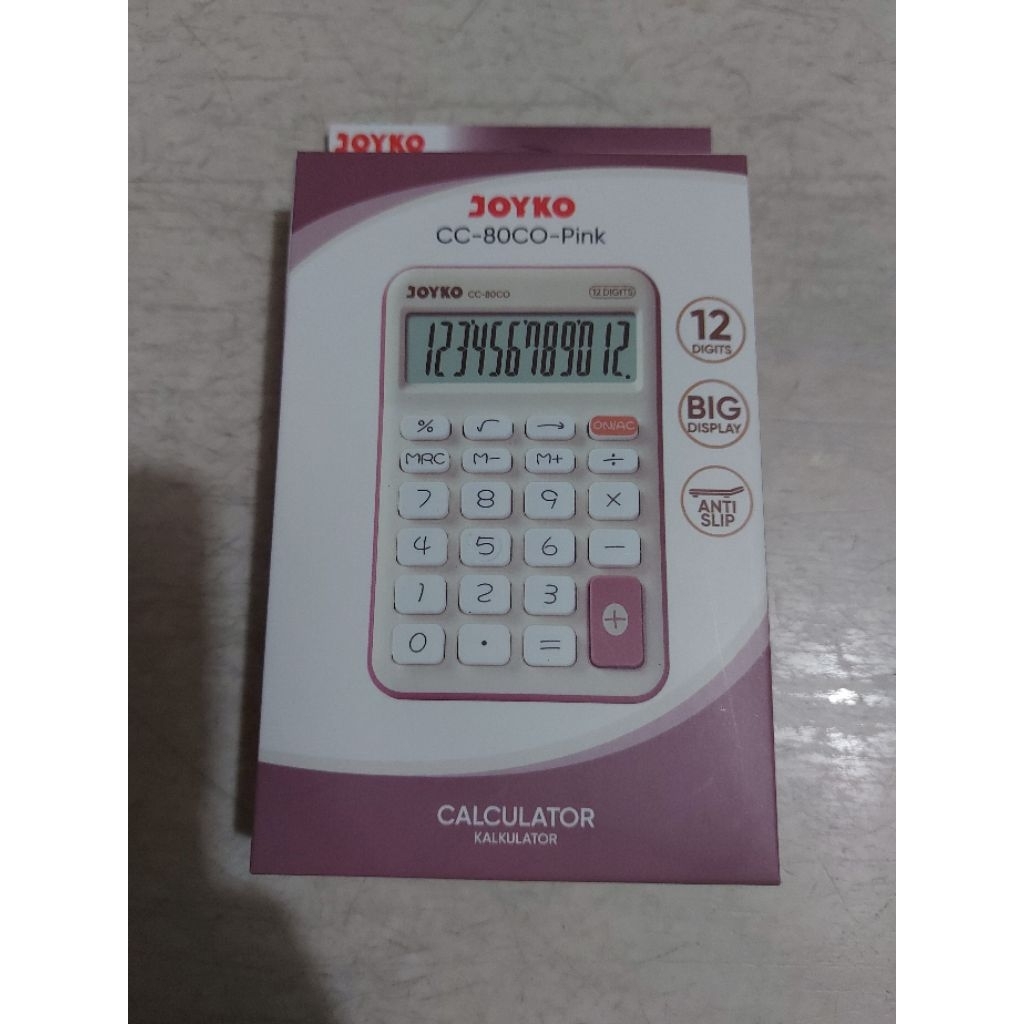 JOYKO
JOYKO
CC-80CO-Pink
JOYKO CC-80CO 12 DIGITS
123456789012.
% √ → ON/AC
MRC M- M+ ÷
7 8 9 ×
4 5 6 -
1 2 3
+
0 . =
12
DIGITS
BIG
DISPLAY
ANTI
SLIP
CALCULATOR
KALKULATOR